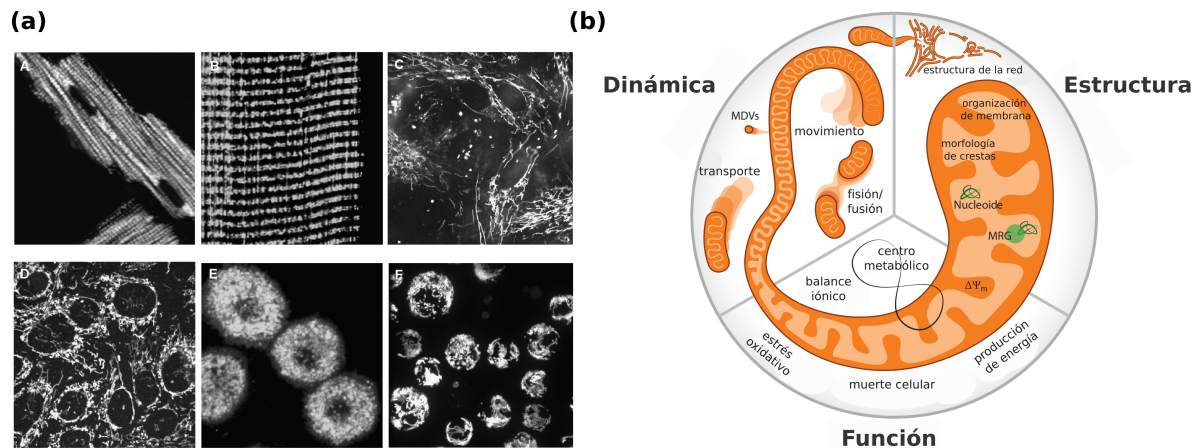 (a)
A
B
C
D
E
F
(b)
Dinámica
Estructura
Función
estructura de la red
organización
de membrana
morfología
de crestas
Nucleoide
MRG
ΔΨm
MDVs
movimiento
transporte
fisión/
fusión
centro
metabólico
balance
iónico
estrés
oxidativo
muerte celular
producción
de energía